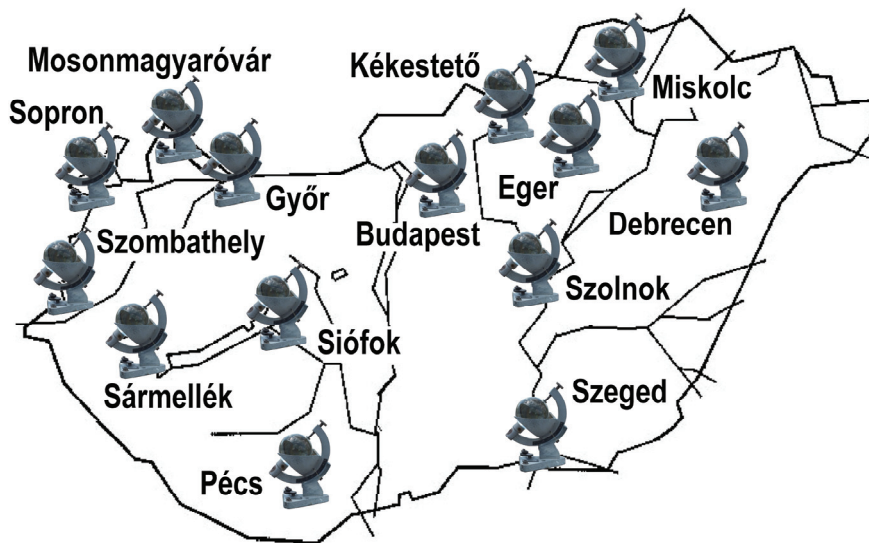 Mosonmagyaróvár
Kékestető
Miskolc
Sopron
Győr
Eger
Budapest
Debrecen
Szombathely
Szolnok
Siófok
Sármellék
Szeged
Pécs